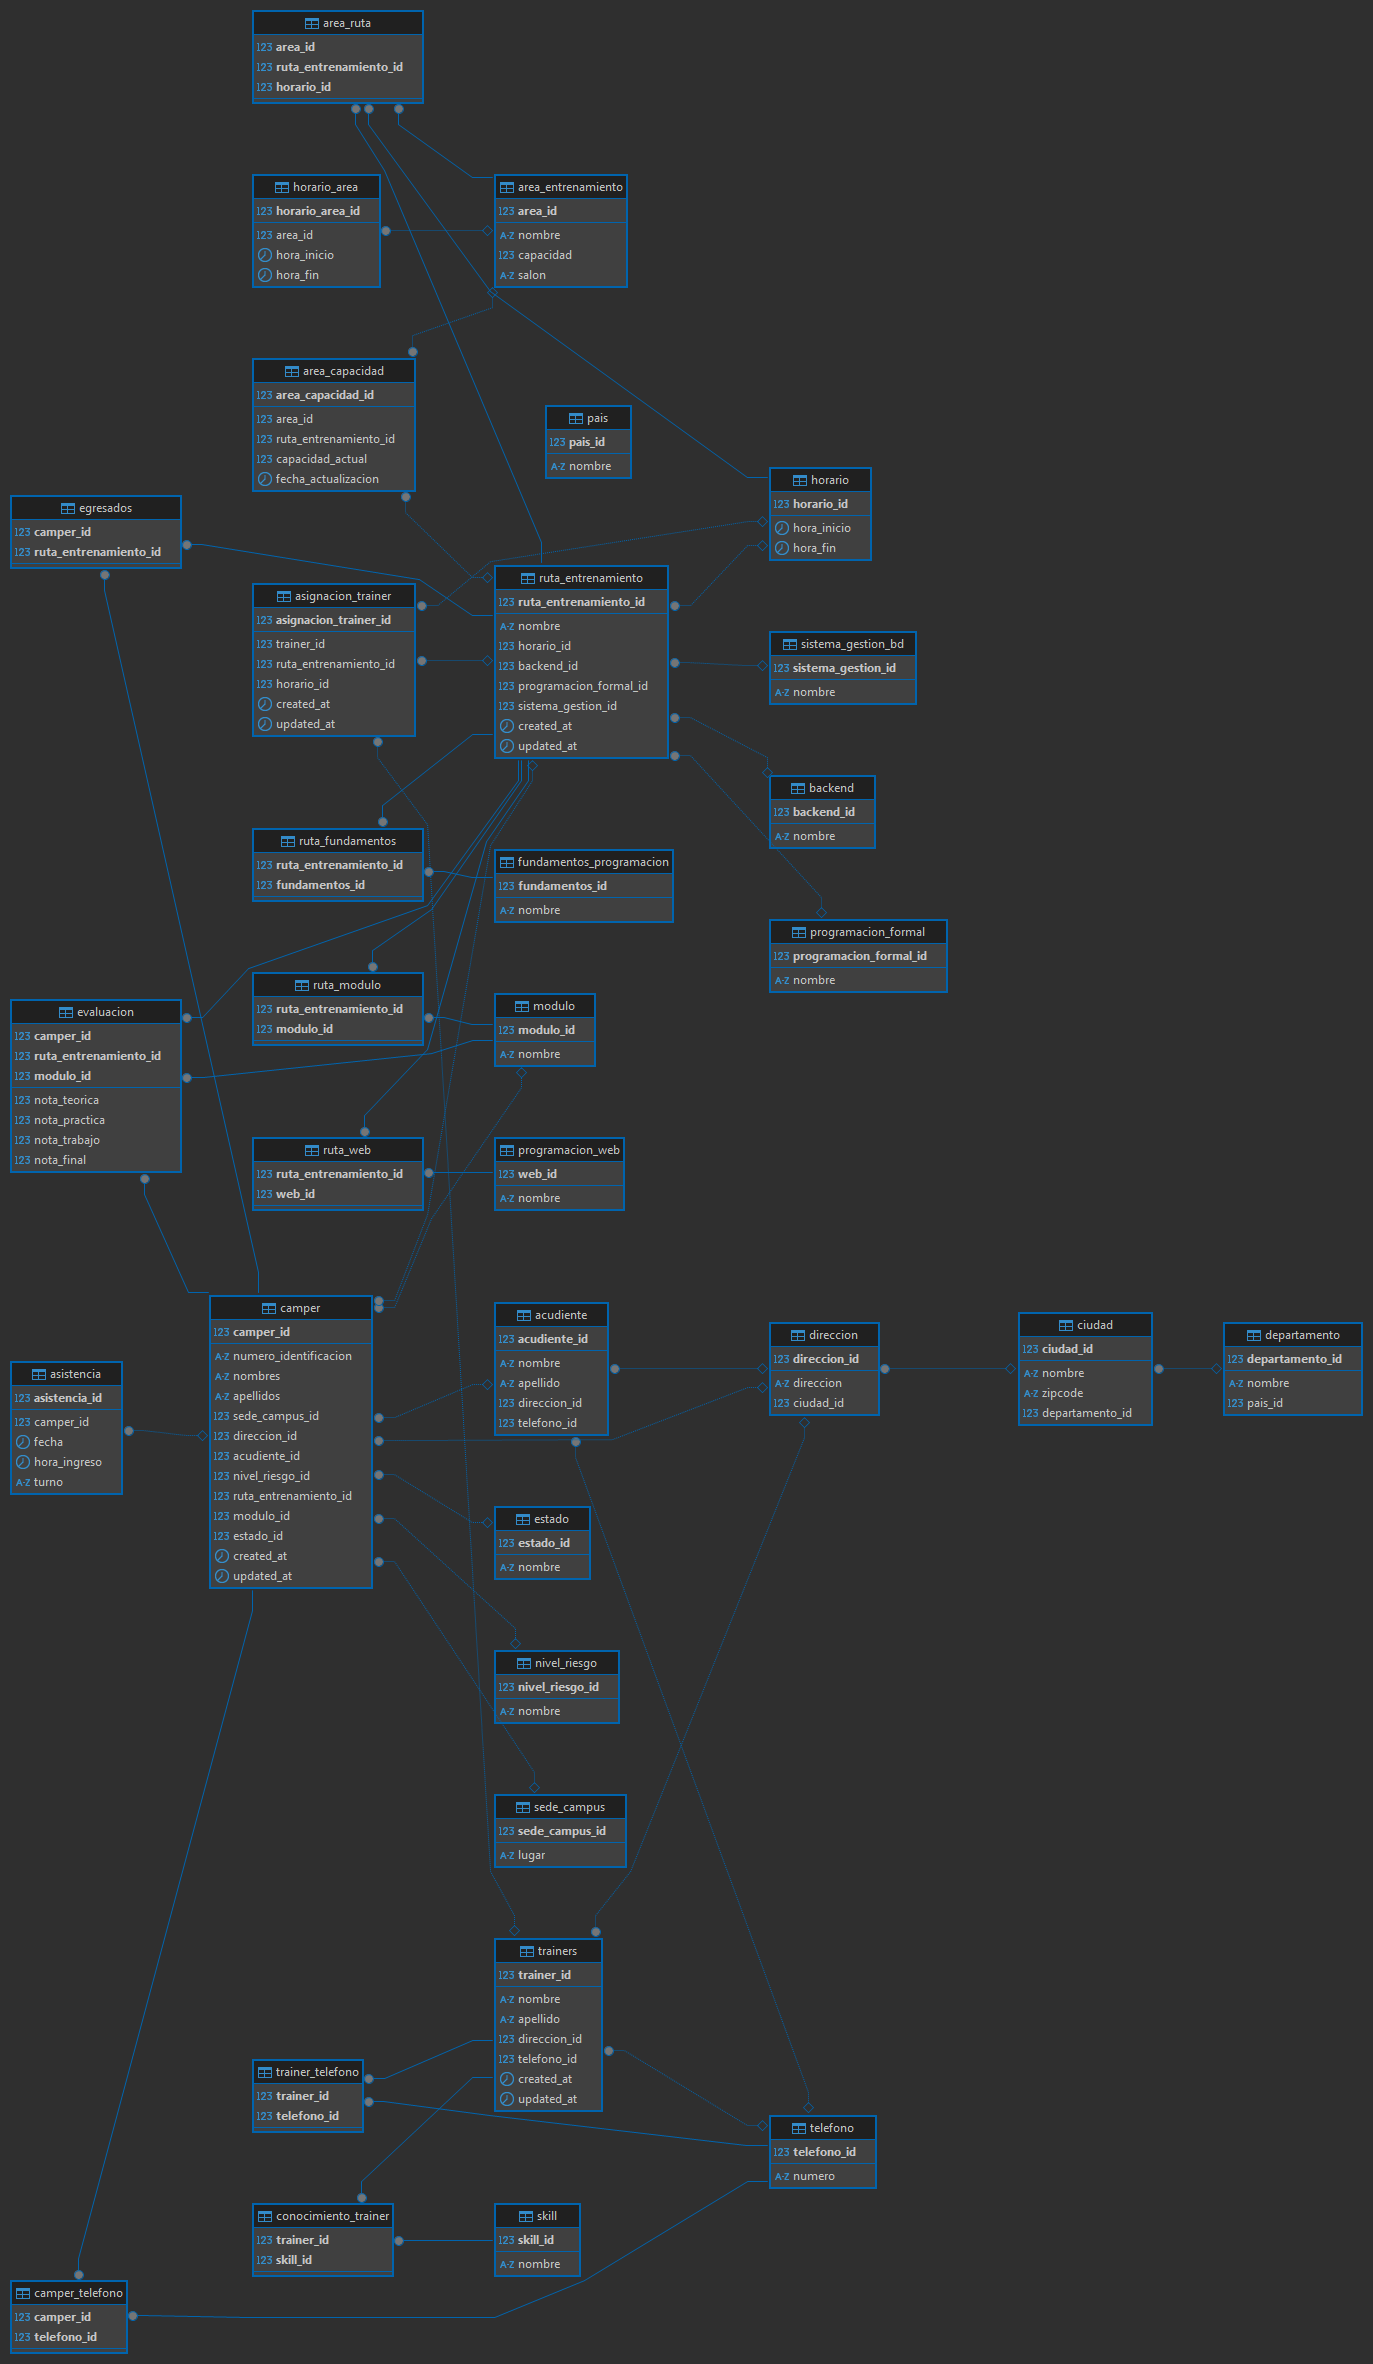 area_ruta
123 area_id
123 ruta_entrenamiento_id
123 horario_id
horario_area
123 horario_area_id
123 area_id
hora_inicio
hora_fin
area_entrenamiento
123 area_id
A-Z nombre
123 capacidad
A-Z salon
area_capacidad
123 area_capacidad_id
123 area_id
123 ruta_entrenamiento_id
123 capacidad_actual
fecha_actualizacion
pais
123 pais_id
A-Z nombre
horario
123 horario_id
hora_inicio
hora_fin
egresados
123 camper_id
123 ruta_entrenamiento_id
asignacion_trainer
123 asignacion_trainer_id
123 trainer_id
123 ruta_entrenamiento_id
123 horario_id
created_at
updated_at
ruta_entrenamiento
123 ruta_entrenamiento_id
A-Z nombre
123 horario_id
123 backend_id
123 programacion_formal_id
123 sistema_gestion_id
created_at
updated_at
sistema_gestion_bd
123 sistema_gestion_id
A-Z nombre
backend
123 backend_id
A-Z nombre
ruta_fundamentos
123 ruta_entrenamiento_id
123 fundamentos_id
fundamentos_programacion
123 fundamentos_id
A-Z nombre
programacion_formal
123 programacion_formal_id
A-Z nombre
evaluacion
123 camper_id
123 ruta_entrenamiento_id
123 modulo_id
123 nota_teorica
123 nota_practica
123 nota_trabajo
123 nota_final
ruta_modulo
123 ruta_entrenamiento_id
123 modulo_id
modulo
123 modulo_id
A-Z nombre
ruta_web
123 ruta_entrenamiento_id
123 web_id
programacion_web
123 web_id
A-Z nombre
camper
123 camper_id
A-Z numero_identificacion
A-Z nombres
A-Z apellidos
123 sede_campus_id
123 direccion_id
123 acudiente_id
123 nivel_riesgo_id
123 ruta_entrenamiento_id
123 modulo_id
123 estado_id
created_at
updated_at
asistencia
123 asistencia_id
123 camper_id
fecha
hora_ingreso
A-Z turno
acudiente
123 acudiente_id
A-Z nombre
A-Z apellido
123 direccion_id
123 telefono_id
direccion
123 direccion_id
A-Z direccion
123 ciudad_id
ciudad
123 ciudad_id
A-Z nombre
A-Z zipcode
123 departamento_id
departamento
123 departamento_id
A-Z nombre
123 pais_id
estado
123 estado_id
A-Z nombre
nivel_riesgo
123 nivel_riesgo_id
A-Z nombre
sede_campus
123 sede_campus_id
A-Z lugar
trainers
123 trainer_id
A-Z nombre
A-Z apellido
123 direccion_id
123 telefono_id
created_at
updated_at
trainer_telefono
123 trainer_id
123 telefono_id
telefono
123 telefono_id
A-Z numero
conocimiento_trainer
123 trainer_id
123 skill_id
skill
123 skill_id
A-Z nombre
camper_telefono
123 camper_id
123 telefono_id